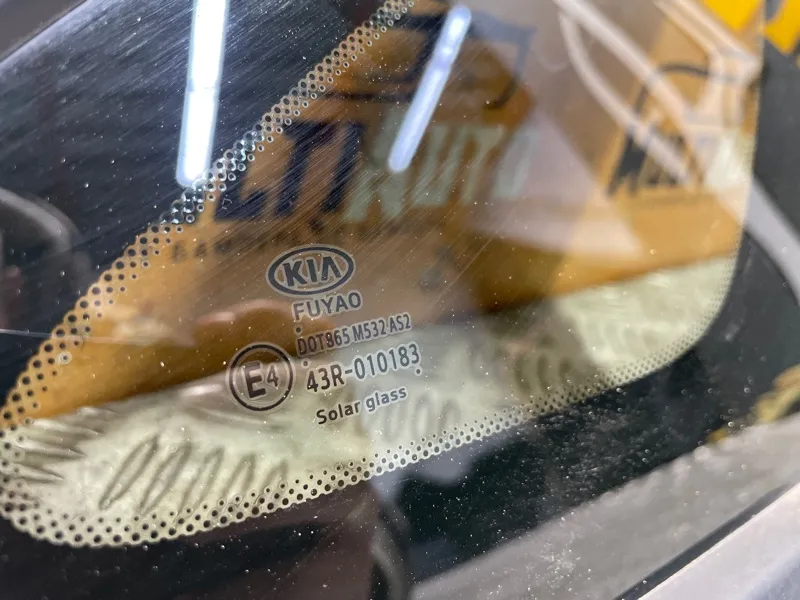 KIA
FUYAO
DOT865 M532 AS2
E4
43R-010183
Solar glass